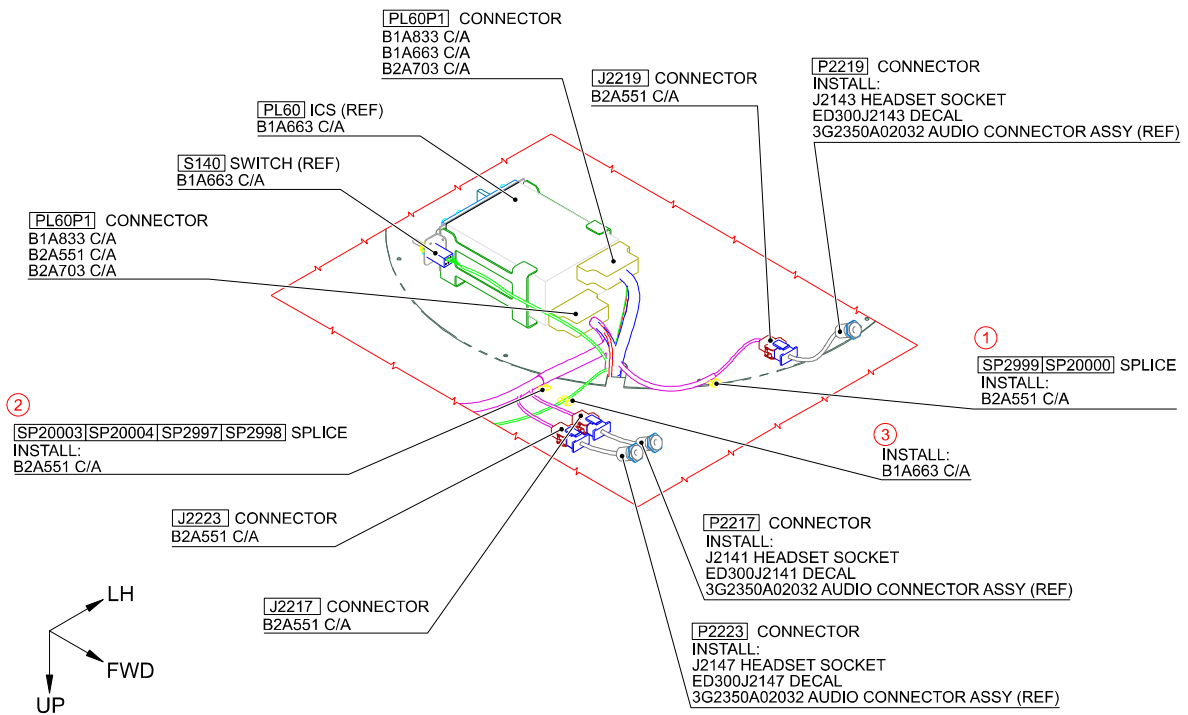 PL60P1 CONNECTOR
B1A833 C/A
B1A663 C/A
B2A703 C/A
J2219 CONNECTOR
B2A551 C/A
P2219 CONNECTOR
INSTALL:
J2143 HEADSET SOCKET
ED300J2143 DECAL
3G2350A02032 AUDIO CONNECTOR ASSY (REF)
PL60 ICS (REF)
B1A663 C/A
S140 SWITCH (REF)
B1A663 C/A
PL60P1 CONNECTOR
B1A833 C/A
B2A551 C/A
B2A703 C/A
1
SP2999 SP20000 SPLICE
INSTALL:
B2A551 C/A
2
SP20003 SP20004 SP2997 SP2998 SPLICE
INSTALL:
B2A551 C/A
3
INSTALL:
B1A663 C/A
J2223 CONNECTOR
B2A551 C/A
P2217 CONNECTOR
INSTALL:
J2141 HEADSET SOCKET
ED300J2141 DECAL
3G2350A02032 AUDIO CONNECTOR ASSY (REF)
J2217 CONNECTOR
B2A551 C/A
P2223 CONNECTOR
INSTALL:
J2147 HEADSET SOCKET
ED300J2147 DECAL
3G2350A02032 AUDIO CONNECTOR ASSY (REF)
LH
FWD
UP